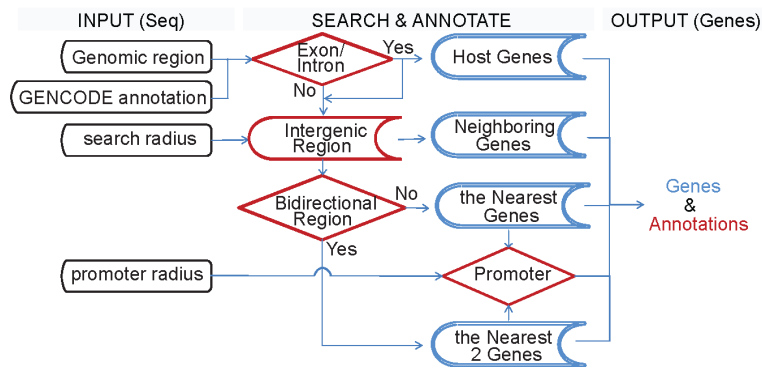 INPUT (Seq)
SEARCH & ANNOTATE
OUTPUT (Genes)
Genomic region
Exon/
Intron
Yes
Host Genes
No
GENCODE annotation
search radius
Intergenic
Region
Neighboring
Genes
Bidirectional
Region
No
the Nearest
Genes
Genes
&
Annotations
Yes
promoter radius
Promoter
the Nearest
2 Genes